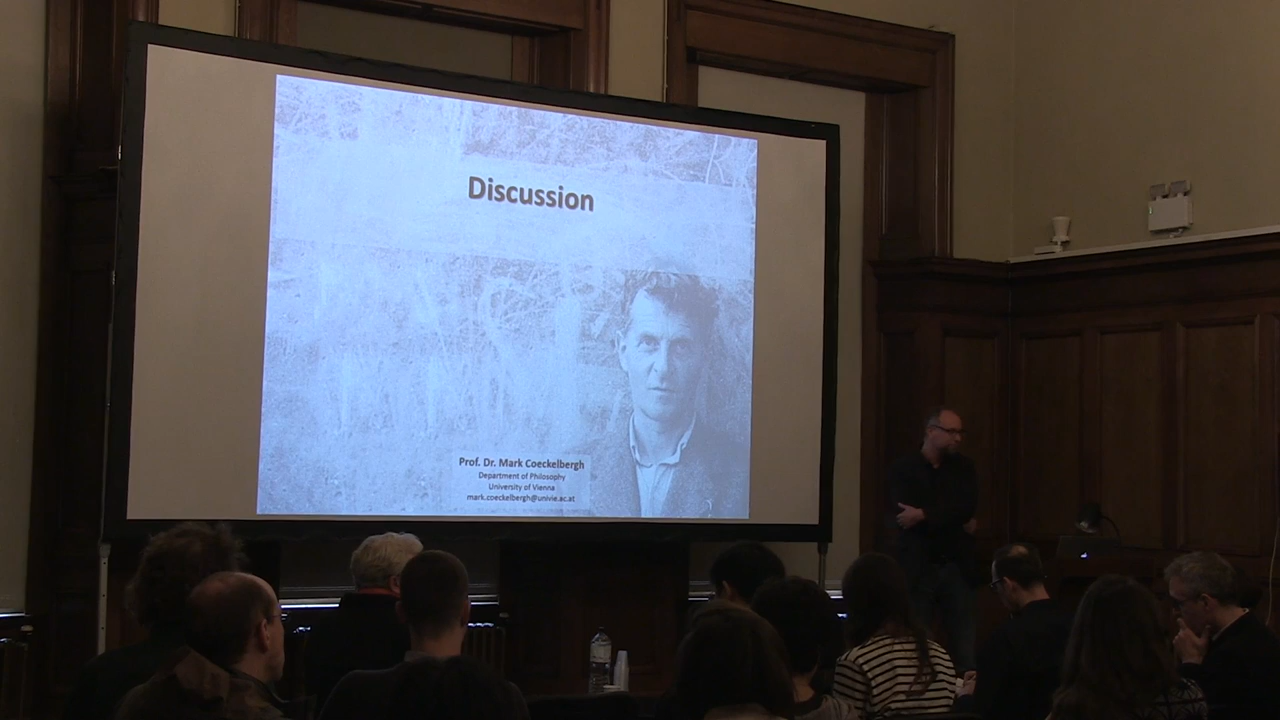 Discussion
Prof. Dr. Mark Coeckelbergh
Department of Philosophy
University of Vienna
mark.coeckelbergh@univie.ac.at